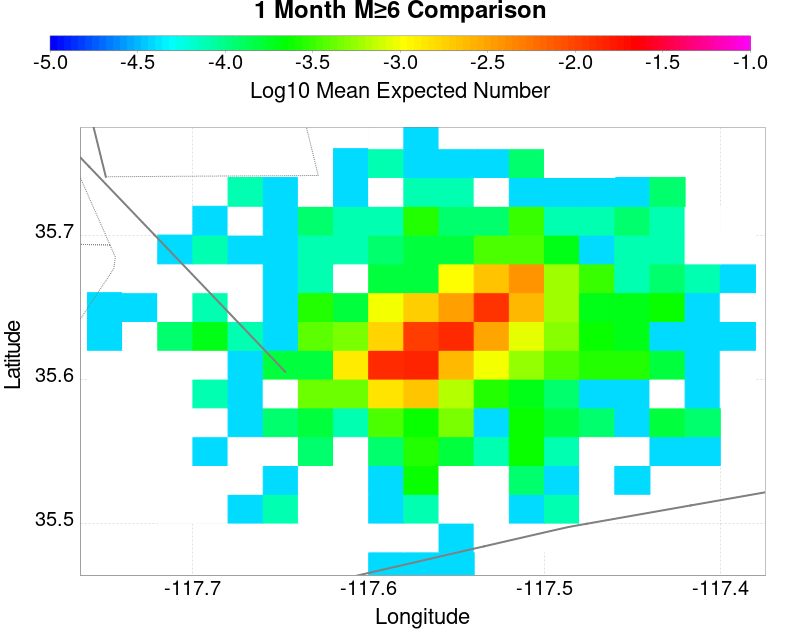 1 Month M≥6 Comparison
-5.0 -4.5 -4.0 -3.5 -3.0 -2.5 -2.0 -1.5 -1.0
Log10 Mean Expected Number
35.7
35.6
35.5
Latitude
-117.7 -117.6 -117.5 -117.4
Longitude